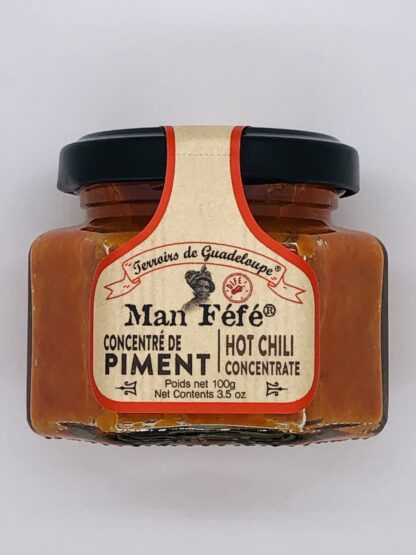 Terroirs de Guadeloupe®
DIFÉ
Man Féfé®
CONCENTRÉ DE
PIMENT
HOT CHILI
CONCENTRATE
Poids net 100g
Net Contents 3.5 oz